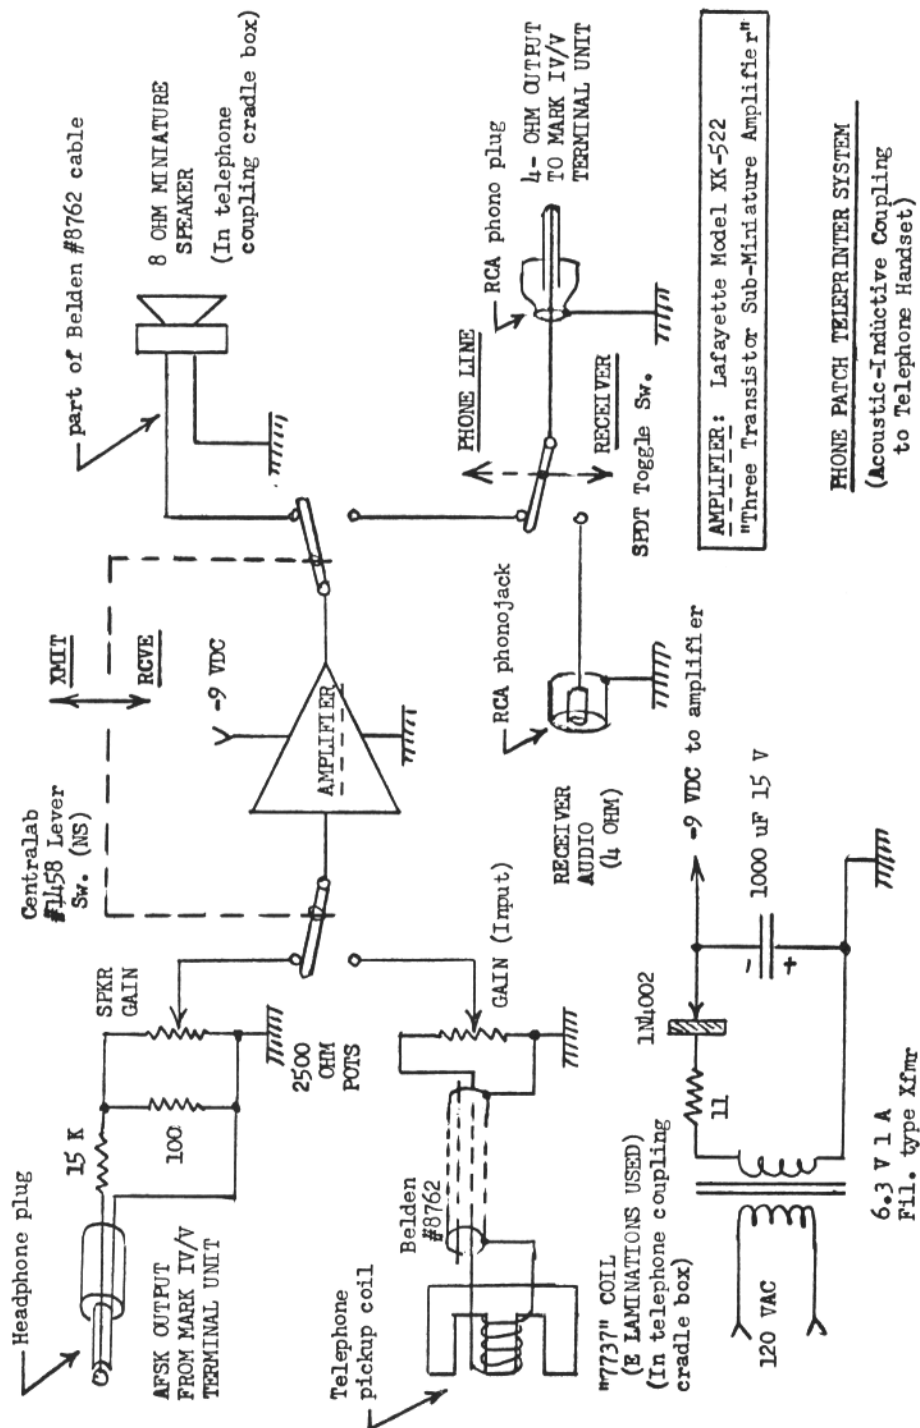 Headphone plug
15 K
100
SPKR
GAIN
AFSK OUTPUT
FROM MARK IV/V
TERMINAL UNIT
2500
OHM
POTS
Centralab
#1458 Lever
Sw. (NS)
XMIT
RCVE
-9 VDC
AMPLIFIER
part of Belden #8762 cable
8 OHM MINIATURE
SPEAKER
(In telephone
coupling cradle box)
Telephone
pickup coil
Belden
#8762
GAIN (Input)
"7737" COIL
(E LAMINATIONS USED)
(In telephone coupling
cradle box)
RECEIVER
AUDIO
(4 OHM)
RCA phonojack
PHONE LINE
RECEIVER
SPDT Toggle Sw.
RCA phono plug
4- OHM OUTPUT
TO MARK IV/V
TERMINAL UNIT
120 VAC
6.3 V 1 A
Fil. type Xfmr
11
1N4002
-9 VDC to amplifier
-
+
1000 uF 15 V
AMPLIFIER: Lafayette Model XK-522
"Three Transistor Sub-Miniature Amplifier"
PHONE PATCH TELEPRINTER SYSTEM
(Acoustic-Inductive Coupling
to Telephone Handset)